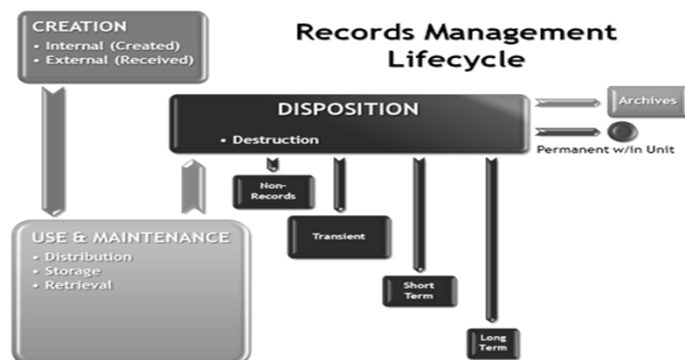 CREATION
• Internal (Created)
• External (Received)
Records Management
Lifecycle
DISPOSITION
• Destruction
Archives
Permanent w/in Unit
Non-
Records
Transient
Short
Term
Long
Term
USE & MAINTENANCE
• Distribution
• Storage
• Retrieval